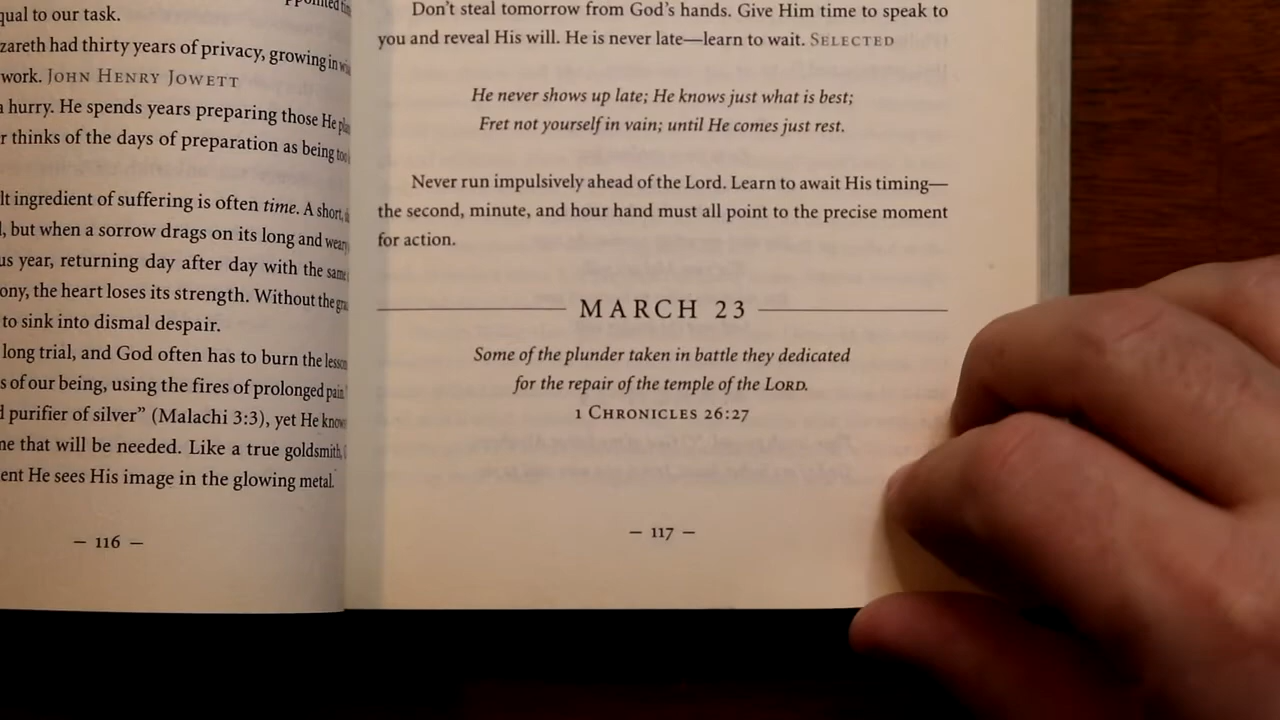 qual to our task.
zareth had thirty years of privacy, growing in
work. JOHN HENRY JOWETT
a hurry. He spends years preparing those He
r thinks of the days of preparation as being too
lt ingredient of suffering is often time. A short,
, but when a sorrow drags on its long and weary
us year, returning day after day with the same
ony, the heart loses its strength. Without the
to sink into dismal despair.
long trial, and God often has to burn the lesson
s of our being, using the fires of prolonged pain
d purifier of silver” (Malachi 3:3), yet He know
me that will be needed. Like a true goldsmith,
ent He sees His image in the glowing metal.
– 116 –
Don’t steal tomorrow from God’s hands. Give Him time to speak to
you and reveal His will. He is never late—learn to wait. SELECTED
He never shows up late; He knows just what is best;
Fret not yourself in vain; until He comes just rest.
Never run impulsively ahead of the Lord. Learn to await His timing—
the second, minute, and hour hand must all point to the precise moment
for action.
MARCH 23
Some of the plunder taken in battle they dedicated
for the repair of the temple of the LORD.
1 CHRONICLES 26:27
– 117 –